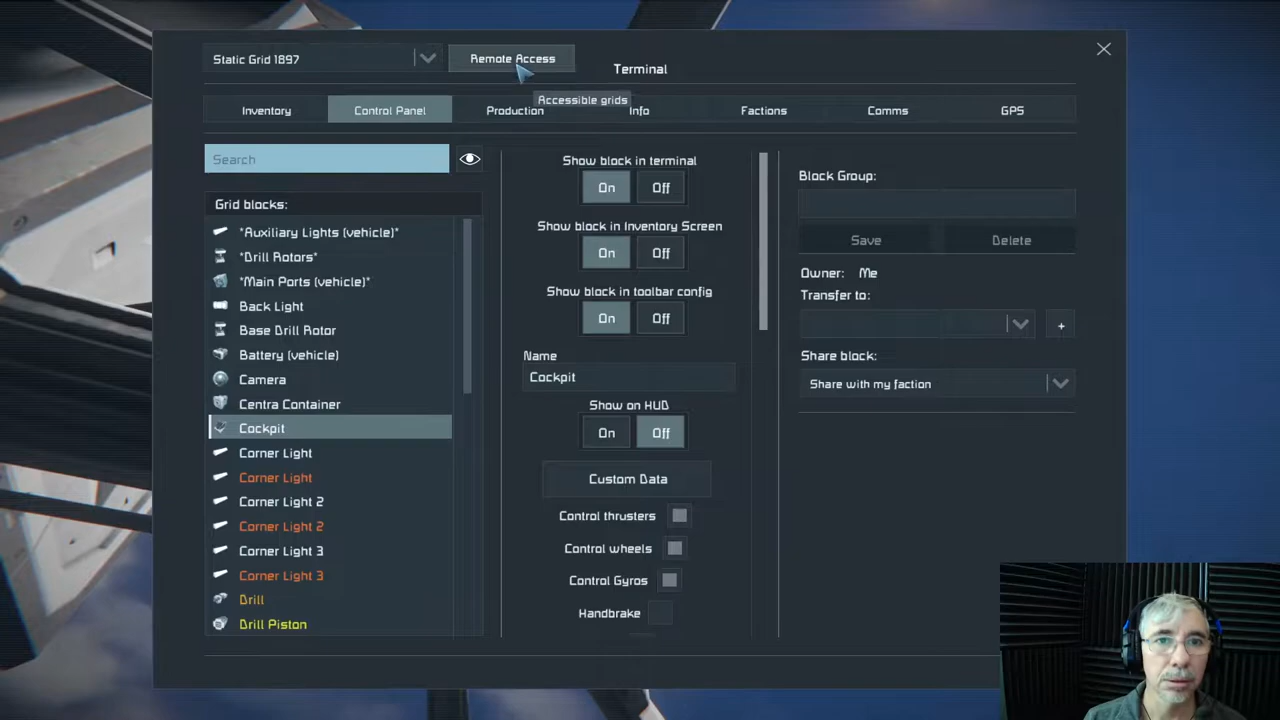 Static Grid 1897
Remote Access
Terminal
Accessible grids
Inventory
Control Panel
Production
Info
Factions
Comms
GPS
Search
Grid blocks:
*Auxiliary Lights (vehicle)*
*Drill Rotors*
*Main Ports (vehicle)*
Back Light
Base Drill Rotor
Battery (vehicle)
Camera
Centra Container
Cockpit
Corner Light
Corner Light
Corner Light 2
Corner Light 2
Corner Light 3
Corner Light 3
Drill
Drill Piston
Show block in terminal
On Off
Show block in Inventory Screen
On Off
Show block in toolbar config
On Off
Name
Cockpit
Show on HUD
On Off
Custom Data
Control thrusters
Control wheels
Control Gyros
Handbrake
Block Group:
Save Delete
Owner: Me
Transfer to:
+
Share block:
Share with my faction